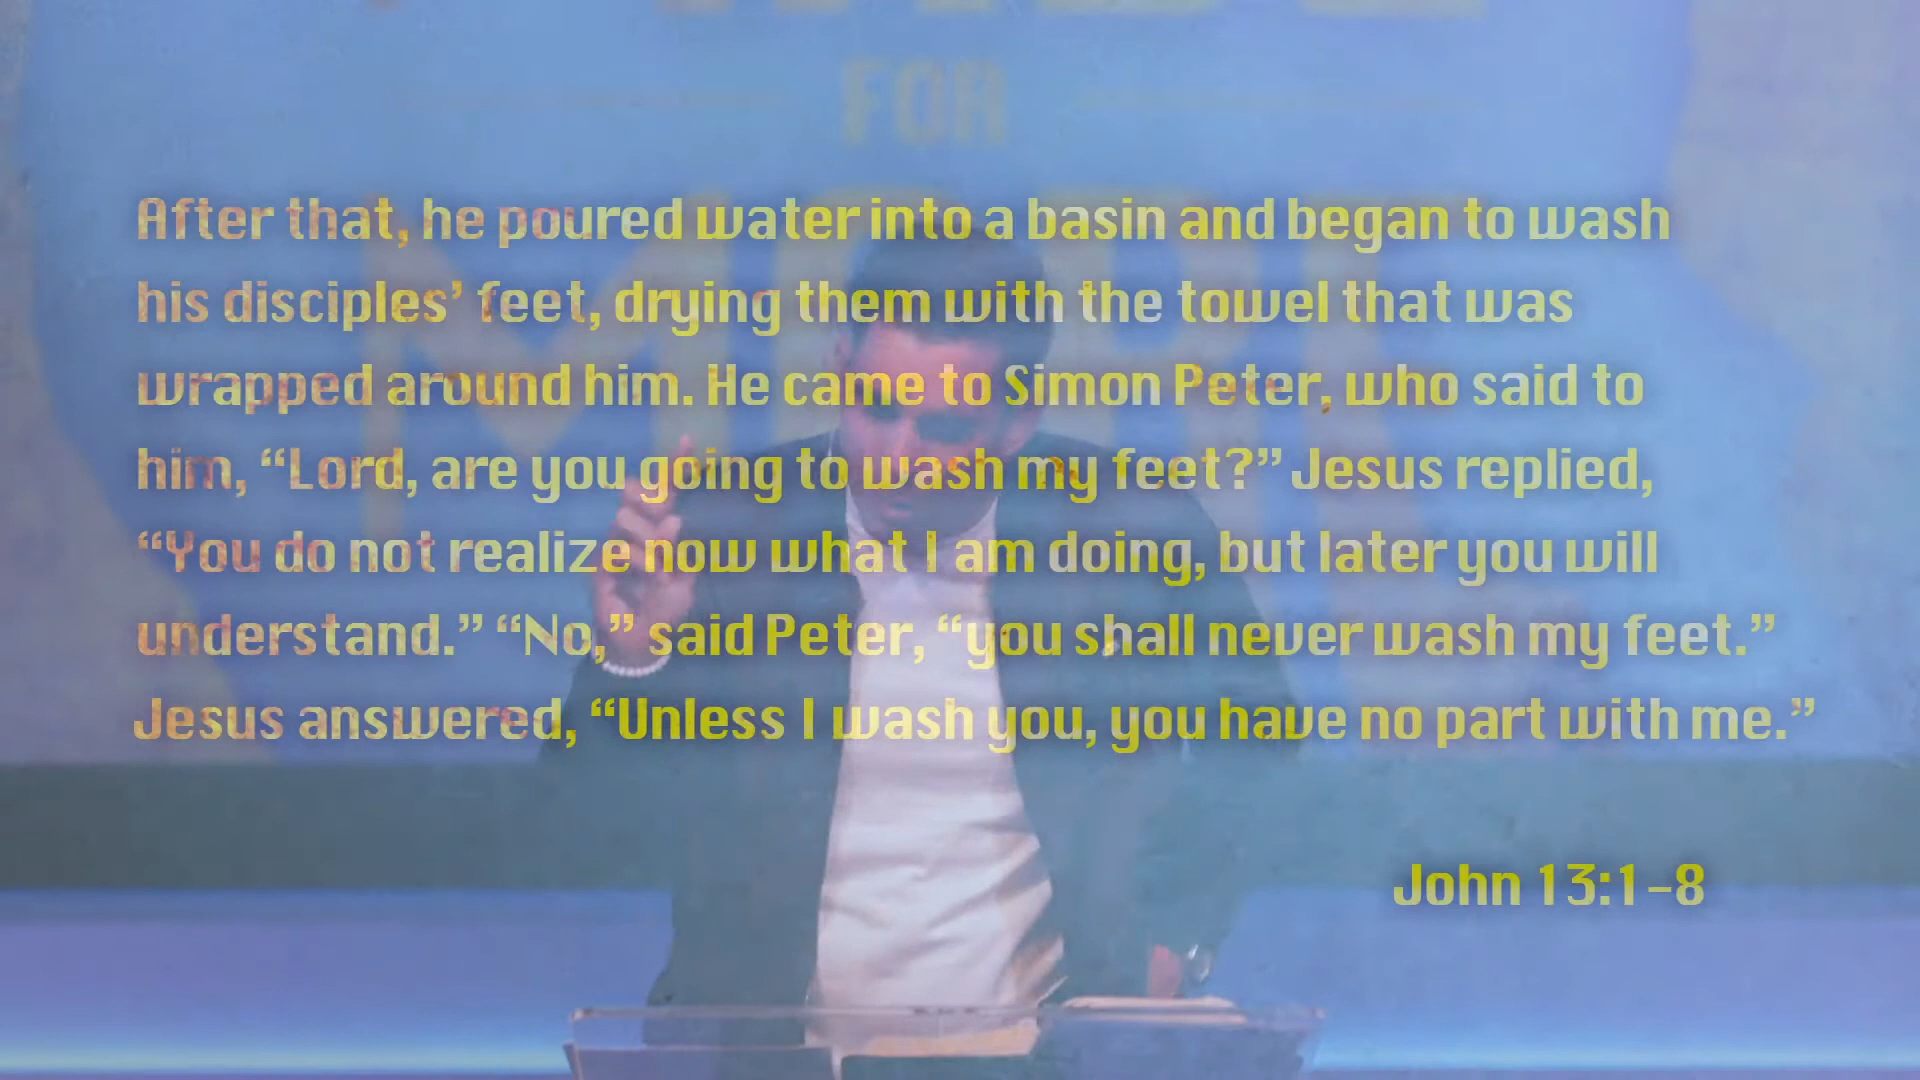 FOR
After that, he poured water into a basin and began to wash
his disciples’ feet, drying them with the towel that was
wrapped around him. He came to Simon Peter, who said to
him, “Lord, are you going to wash my feet?” Jesus replied,
“You do not realize now what I am doing, but later you will
understand.” “No,” said Peter, “you shall never wash my feet.”
Jesus answered, “Unless I wash you, you have no part with me.”
John 13:1-8